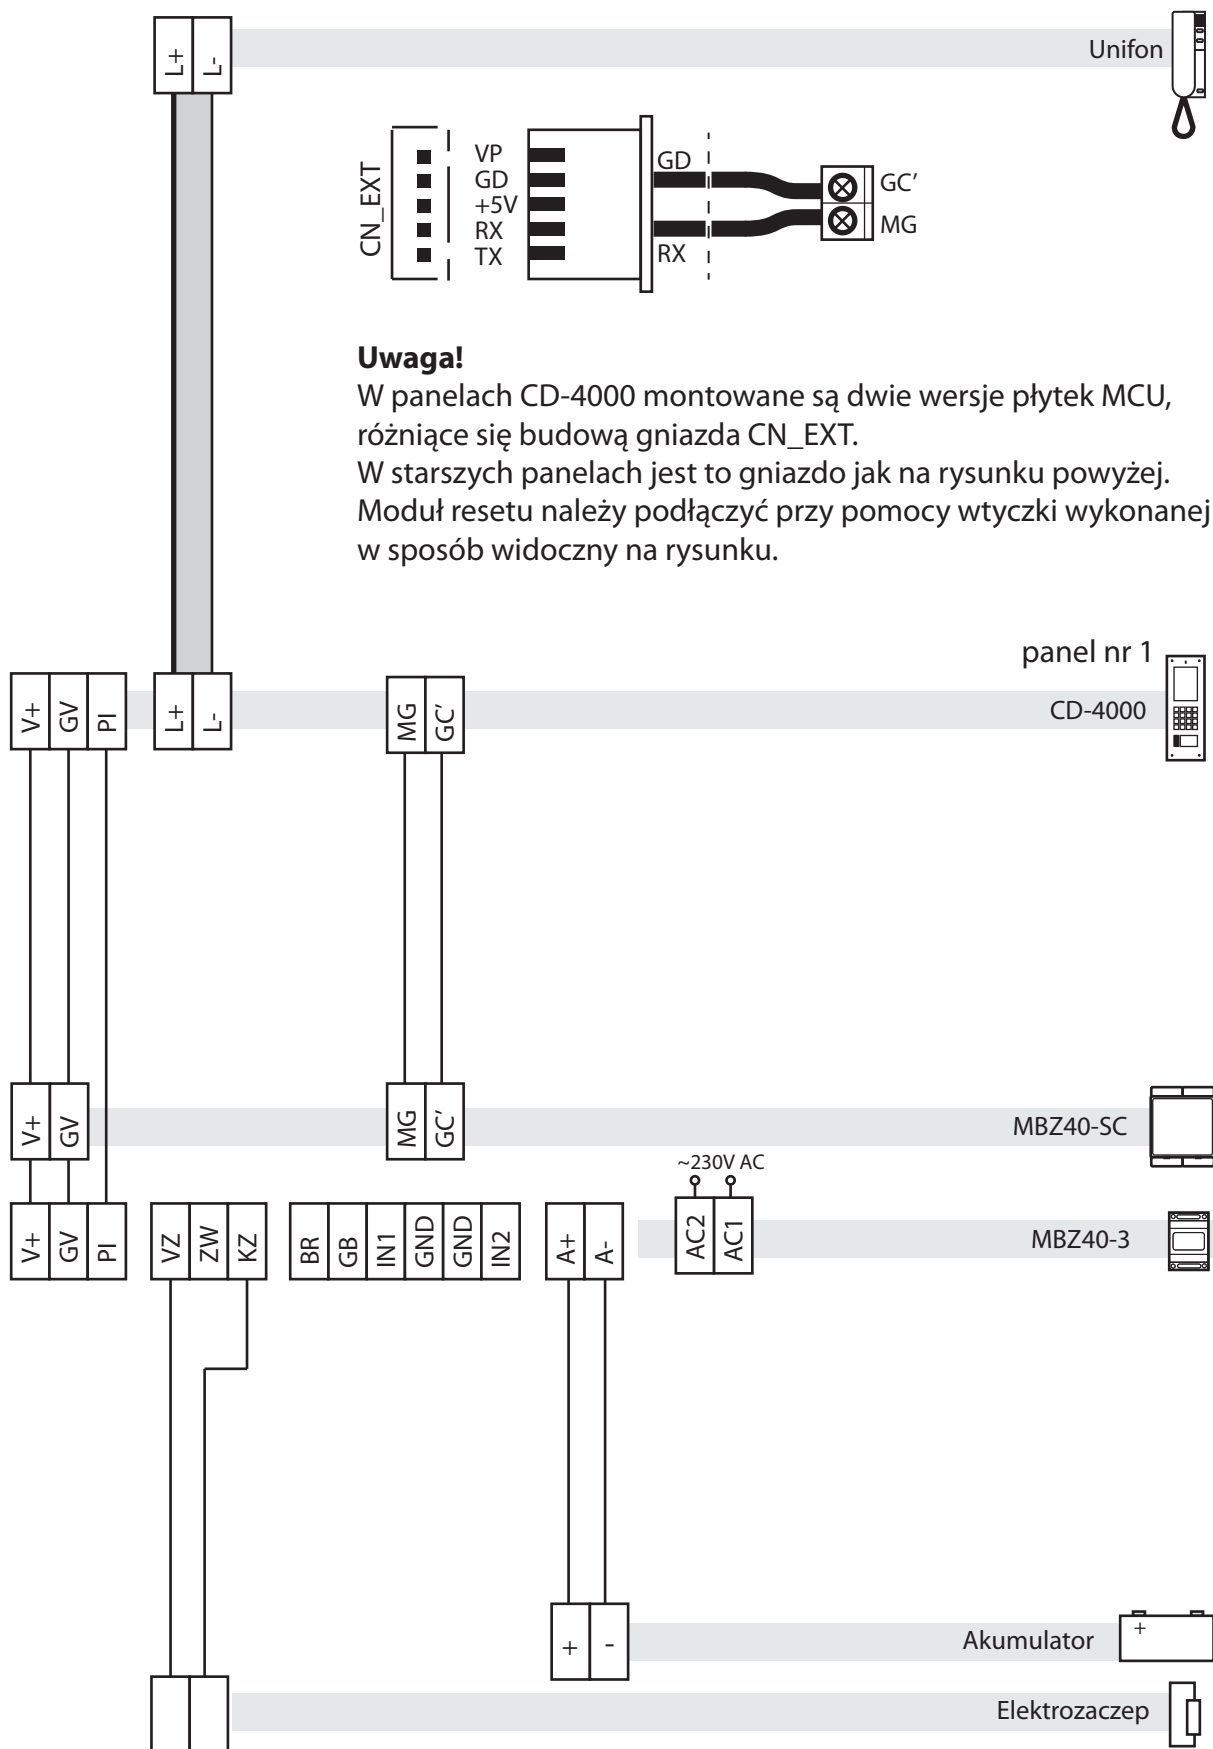 L+ L- Unifon
CN_EXT
VP
GD
+5V
RX
TX
GD
RX
GC’
MG
Uwaga!
W panelach CD-4000 montowane są dwie wersje płytek MCU,
różniące się budową gniazda CN_EXT.
W starszych panelach jest to gniazdo jak na rysunku powyżej.
Moduł resetu należy podłączyć przy pomocy wtyczki wykonanej
w sposób widoczny na rysunku.
panel nr 1
V+ GV PI L+ L- MG GC’ CD-4000
V+ GV MG GC’ MBZ40-SC
~230V AC
V+ GV PI VZ ZW KZ BR GB IN1 GND GND IN2 A+ A- AC2 AC1 MBZ40-3
+ - Akumulator +
Elektrozaczep